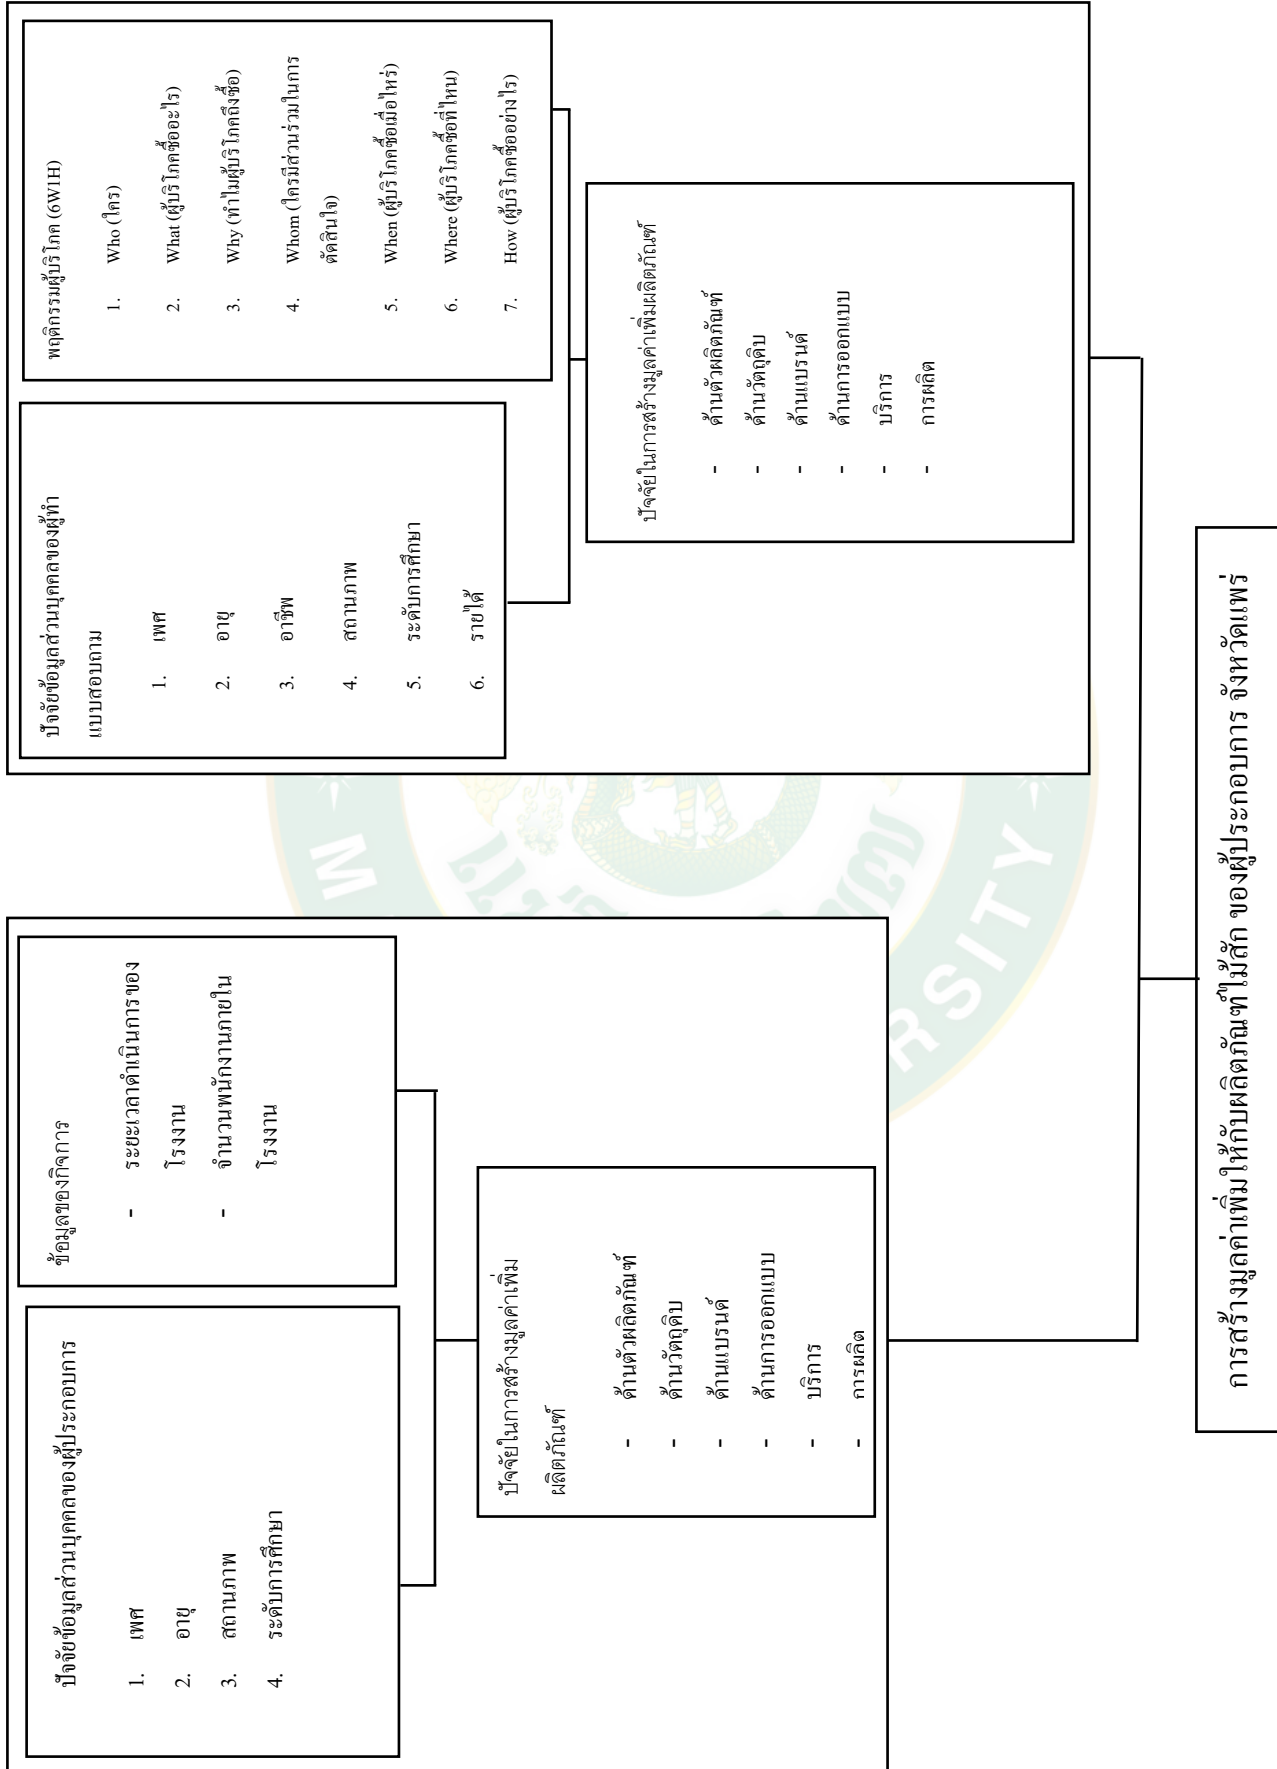 ปัจจัยข้อมูลส่วนบุคคลของผู้ประกอบการ
1. เพศ
2. อายุ
3. สถานภาพ
4. ระดับการศึกษา
ข้อมูลของกิจการ
- ระยะเวลาดำเนินการของ
โรงงาน
- จำนวนพนักงานภายใน
โรงงาน
ปัจจัยในการสร้างมูลค่าเพิ่ม
ผลิตภัณฑ์
- ด้านตัวผลิตภัณฑ์
- ด้านวัตถุดิบ
- ด้านแบรนด์
- ด้านการออกแบบ
- บริการ
- การผลิต
ปัจจัยข้อมูลส่วนบุคคลของผู้ทำ
แบบสอบถาม
1. เพศ
2. อายุ
3. อาชีพ
4. สถานภาพ
5. ระดับการศึกษา
6. รายได้
พฤติกรรมผู้บริโภค (6W1H)
1. Who (ใคร)
2. What (ผู้บริโภคซื้ออะไร)
3. Why (ทำไมผู้บริโภคถึงซื้อ)
4. Whom (ใครมีส่วนร่วมในการ
ตัดสินใจ)
5. When (ผู้บริโภคซื้อเมื่อไหร่)
6. Where (ผู้บริโภคซื้อที่ไหน)
7. How (ผู้บริโภคซื้ออย่างไร)
ปัจจัยในการสร้างมูลค่าเพิ่มผลิตภัณฑ์
- ด้านตัวผลิตภัณฑ์
- ด้านวัตถุดิบ
- ด้านแบรนด์
- ด้านการออกแบบ
- บริการ
- การผลิต
การสร้างมูลค่าเพิ่มให้กับผลิตภัณฑ์ไม้สัก ของผู้ประกอบการ จังหวัดแพร่